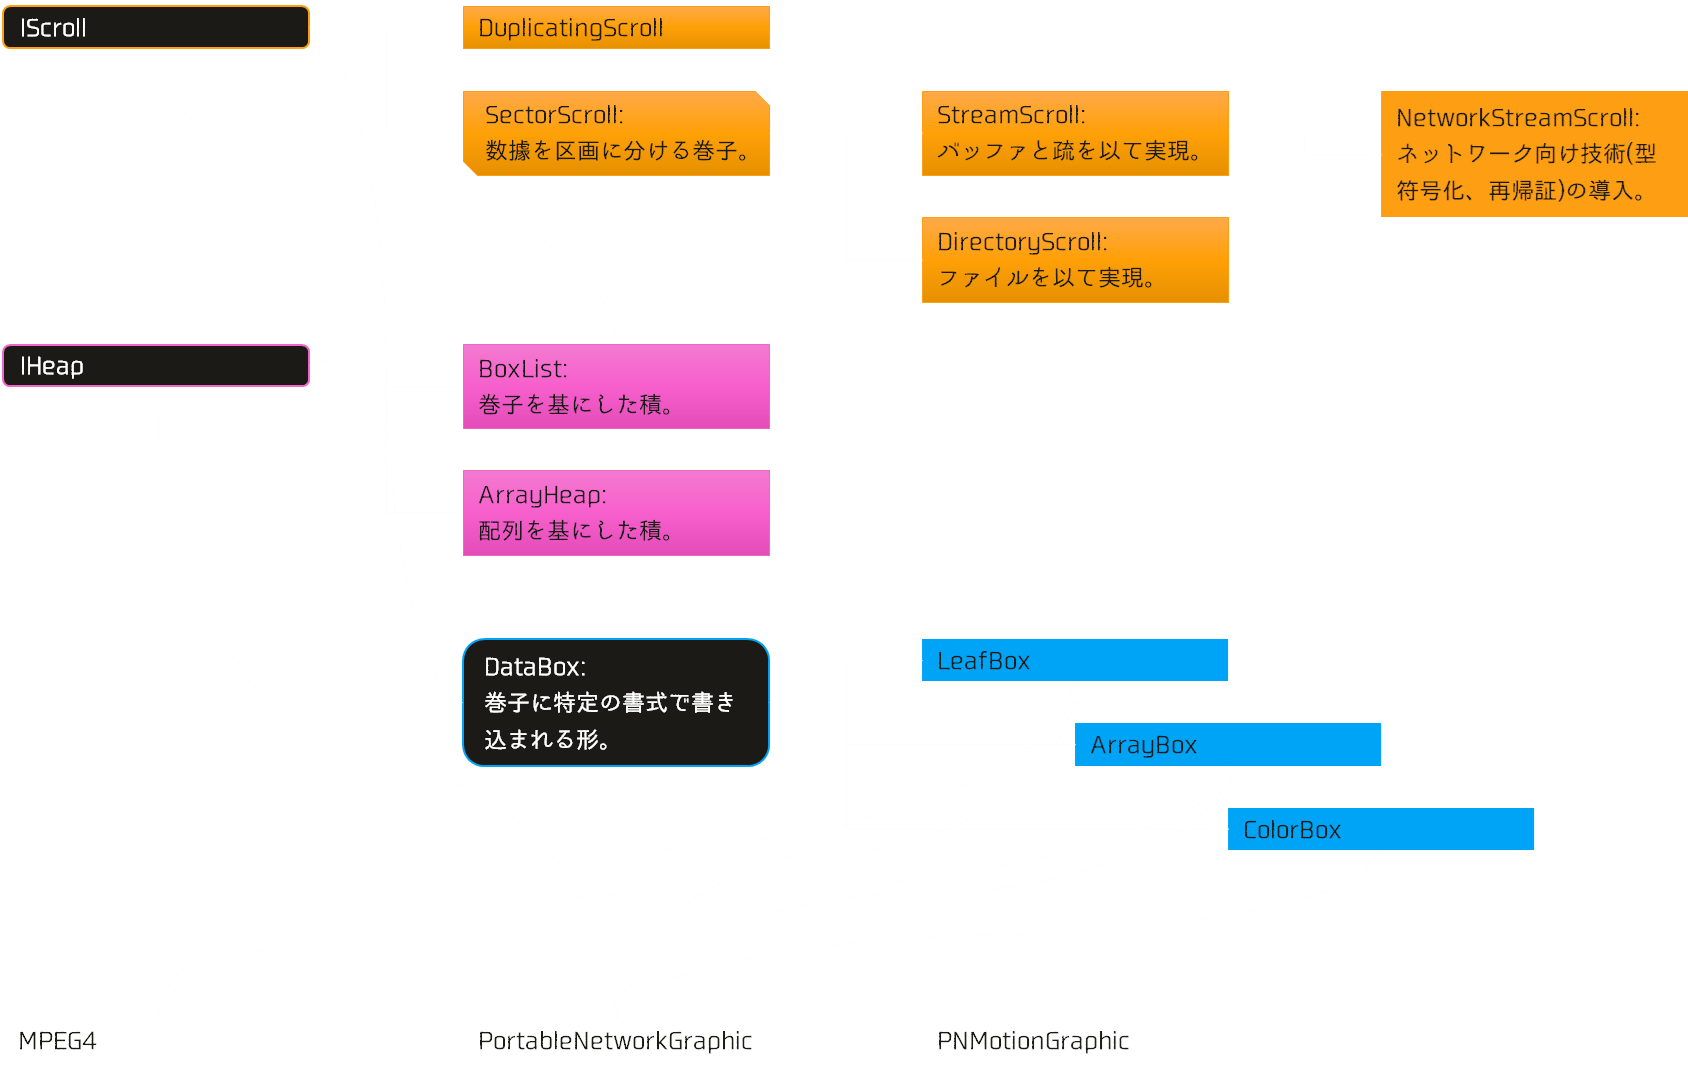 IScroll
DuplicatingScroll
SectorScroll:
数據を区画に分ける巻子。
StreamScroll:
バッファと疏を以て実現。
NetworkStreamScroll:
ネットワーク向け技術(型
符号化、再帰証)の導入。
DirectoryScroll:
ファイルを以て実現。
IHeap
BoxList:
巻子を基にした積。
ArrayHeap:
配列を基にした積。
DataBox:
巻子に特定の書式で書き
込まれる形。
LeafBox
ArrayBox
ColorBox
MPEG4
PortableNetworkGraphic
PNMotionGraphic